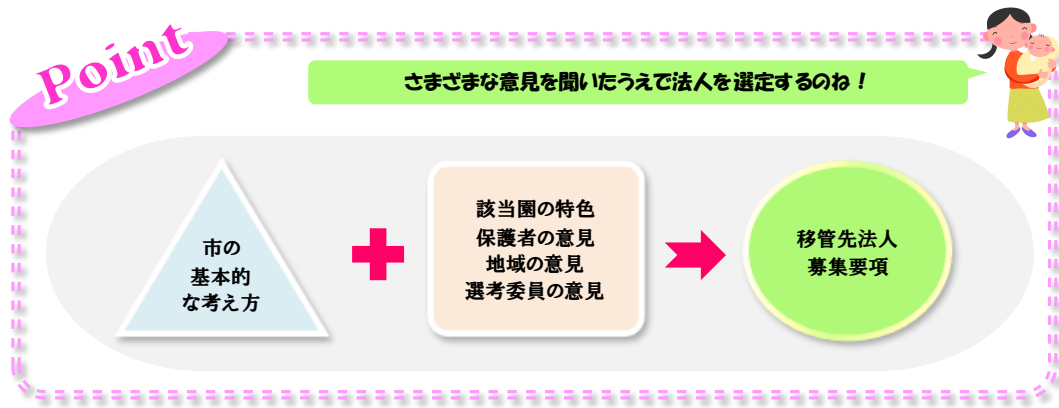 Point
さまざまな意見を聞いたうえで法人を選定するのね！
市の
基本的
な考え方
該当園の特色
保護者の意見
地域の意見
選考委員の意見
移管先法人
募集要項